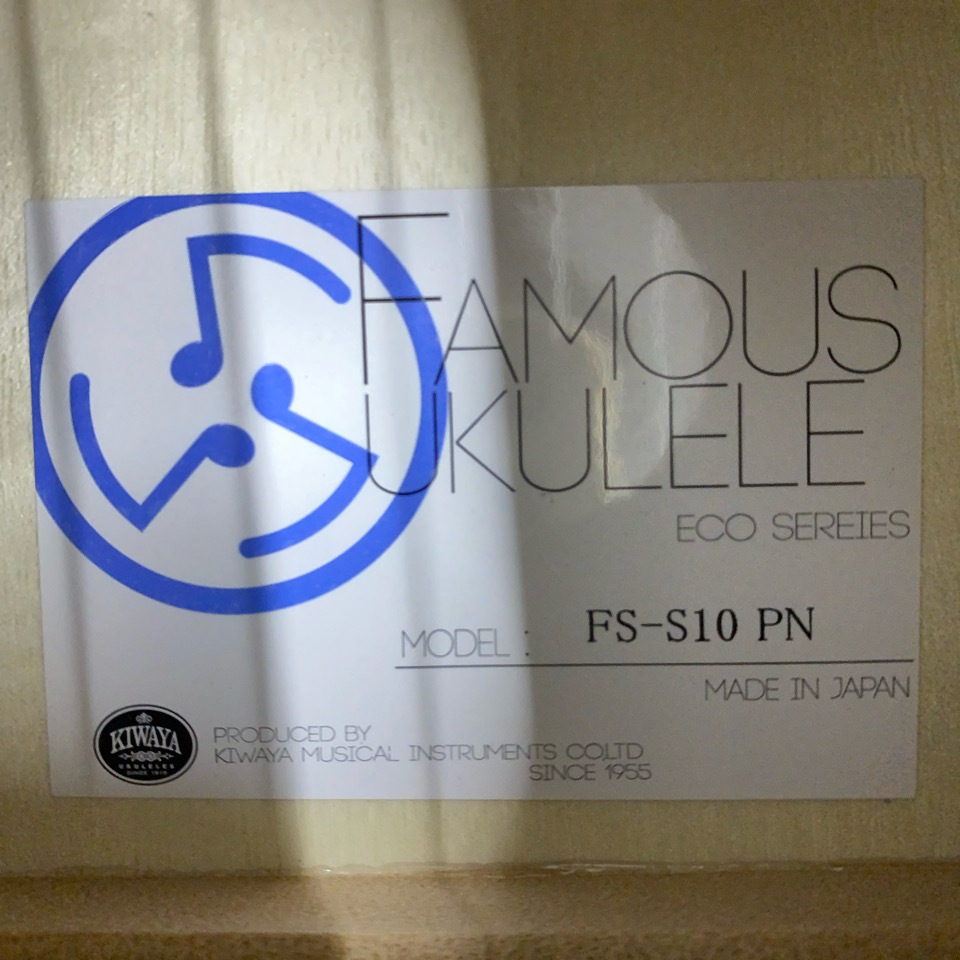 FAMOUS
UKULELE
ECO SEREIES
MODEL : FS-S10 PN
MADE IN JAPAN
KIWAYA
UKULELES
PRODUCED BY
KIWAYA MUSICAL INSTRUMENTS CO,LTD
SINCE 1955